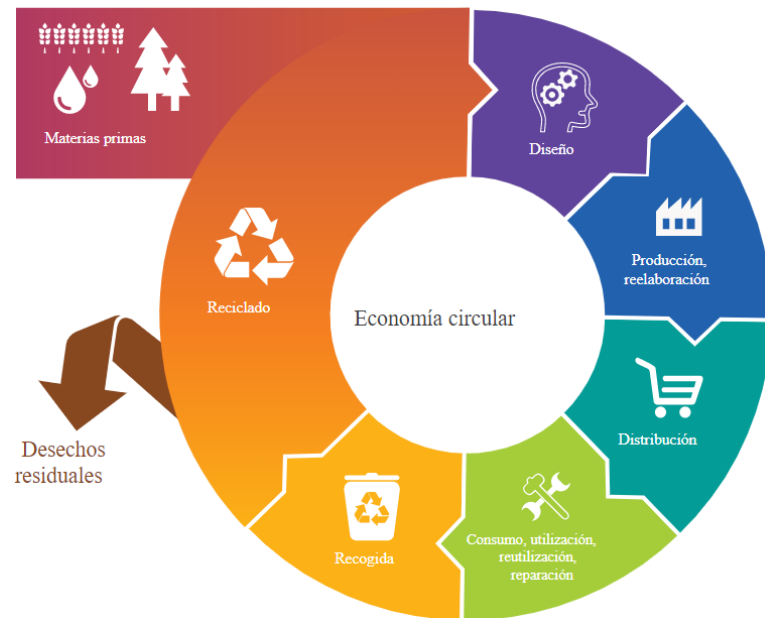 Materias primas
Diseño
Producción,
reelaboración
Reciclado
Economía circular
Distribución
Desechos
residuales
Consumo, utilización,
reutilización,
reparación
Recogida